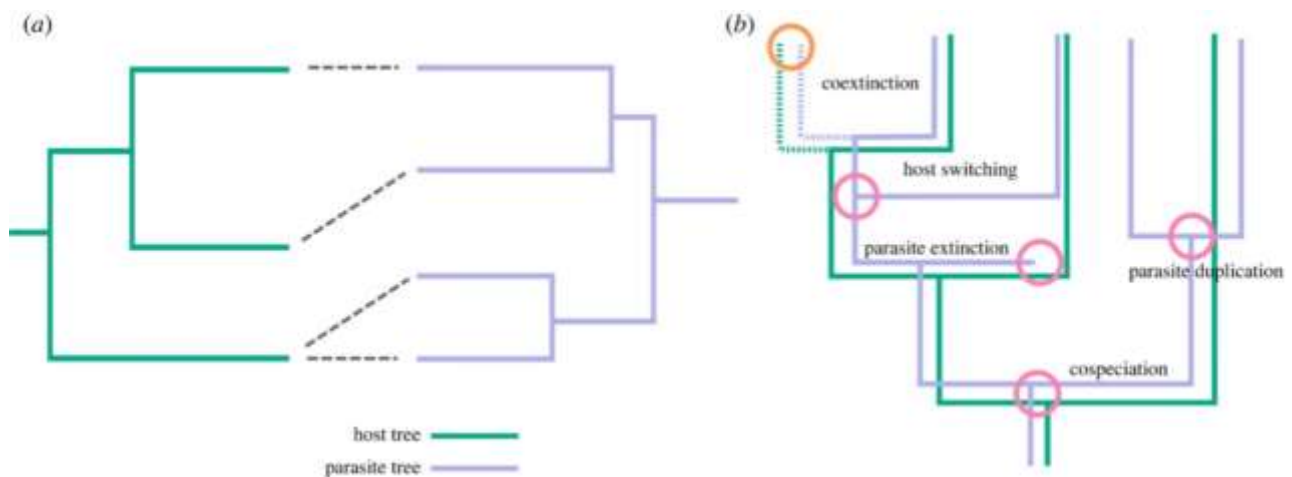 (a)
host tree
parasite tree
(b)
coextinction
host switching
parasite extinction
parasite duplication
cospeciation